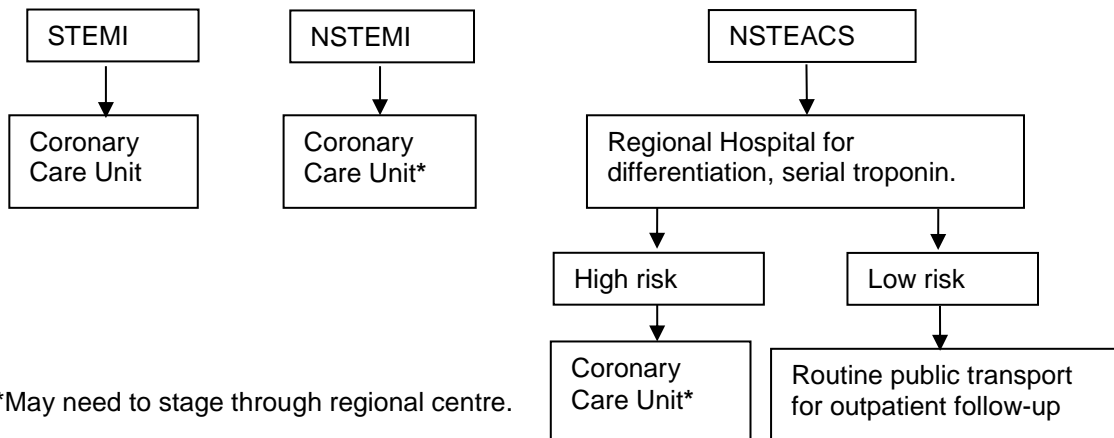 STEMI
NSTEMI
NSTEACS
Coronary
Care Unit
Coronary
Care Unit*
Regional Hospital for
differentiation, serial troponin.
High risk
Low risk
Coronary
Care Unit*
Routine public transport
for outpatient follow-up
*May need to stage through regional centre.